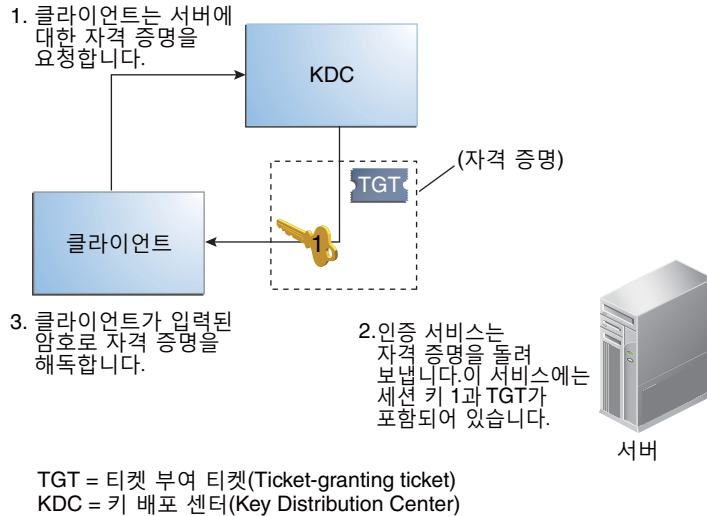 1. 클라이언트는 서버에
대한 자격 증명을
요청합니다.
KDC
(자격 증명)
TGT
클라이언트
1
3. 클라이언트가 입력된
암호로 자격 증명을
해독합니다.
2.인증 서비스는
자격 증명을 돌려
보냅니다.이 서비스에는
세션 키 1과 TGT가
포함되어 있습니다.
서버
TGT = 티켓 부여 티켓(Ticket-granting ticket)
KDC = 키 배포 센터(Key Distribution Center)